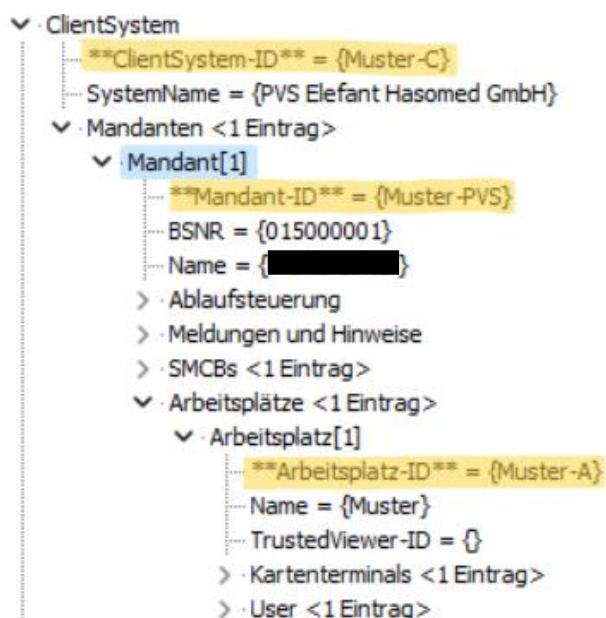 ClientSystem
**ClientSystem-ID** = {Muster-C}
SystemName = {PVS Elefant Hasomed GmbH}
Mandanten <1 Eintrag>
Mandant[1]
**Mandant-ID** = {Muster-PVS}
BSNR = {015000001}
Name = { }
Ablaufsteuerung
Meldungen und Hinweise
SMCBs <1 Eintrag>
Arbeitsplätze <1 Eintrag>
Arbeitsplatz[1]
**Arbeitsplatz-ID** = {Muster-A}
Name = {Muster}
TrustedViewer-ID = {}
Kartenterminals <1 Eintrag>
User <1 Eintrag>